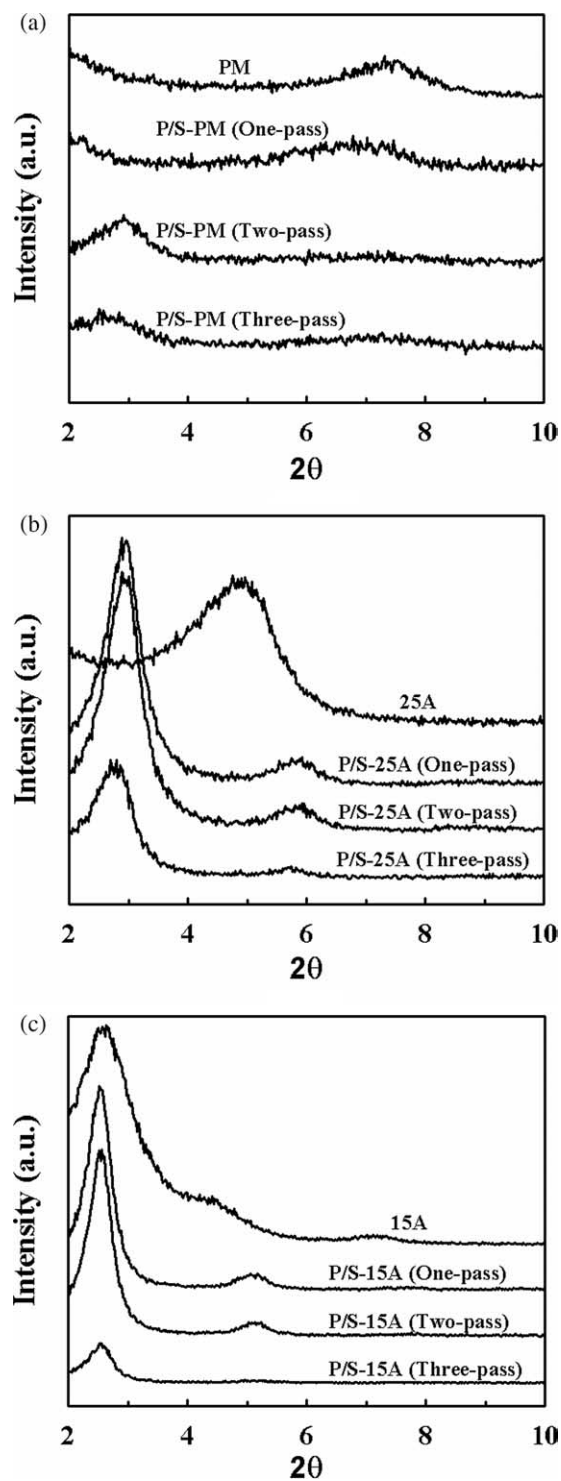 (a)
PM
P/S-PM (One-pass)
P/S-PM (Two-pass)
P/S-PM (Three-pass)
Intensity (a.u.)
2 4 6 8 10
2θ
(b)
25A
P/S-25A (One-pass)
P/S-25A (Two-pass)
P/S-25A (Three-pass)
Intensity (a.u.)
2 4 6 8 10
2θ
(c)
15A
P/S-15A (One-pass)
P/S-15A (Two-pass)
P/S-15A (Three-pass)
Intensity (a.u.)
2 4 6 8 10
2θ